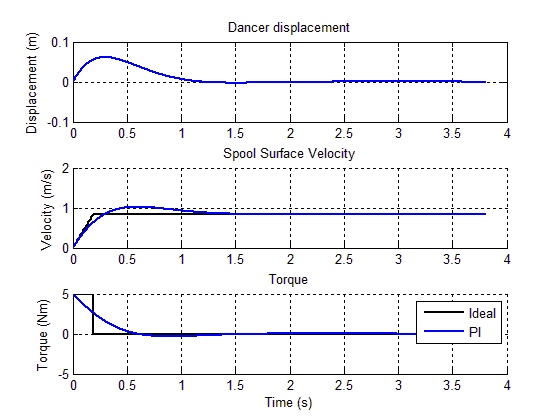 Dancer displacement
Displacement (m)
0.1
0
-0.1
0 0.5 1 1.5 2 2.5 3 3.5 4
Spool Surface Velocity
Velocity (m/s)
2
1
0
0 0.5 1 1.5 2 2.5 3 3.5 4
Torque
Torque (Nm)
5
0
-5
Ideal
PI
0 0.5 1 1.5 2 2.5 3 3.5 4
Time (s)